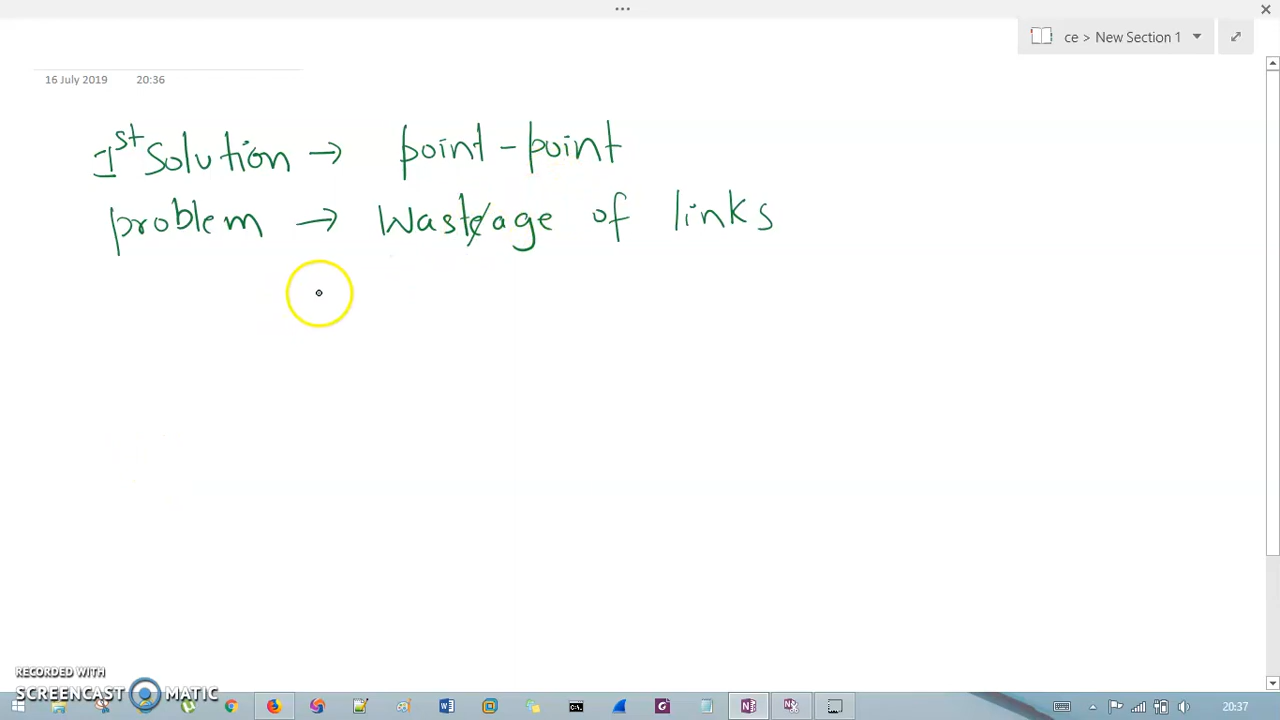 ce > New Section 1
16 July 2019 20:36
1st Solution → point - point
problem → Wastage of links
RECORDED WITH
SCREENCAST MATIC
20:37